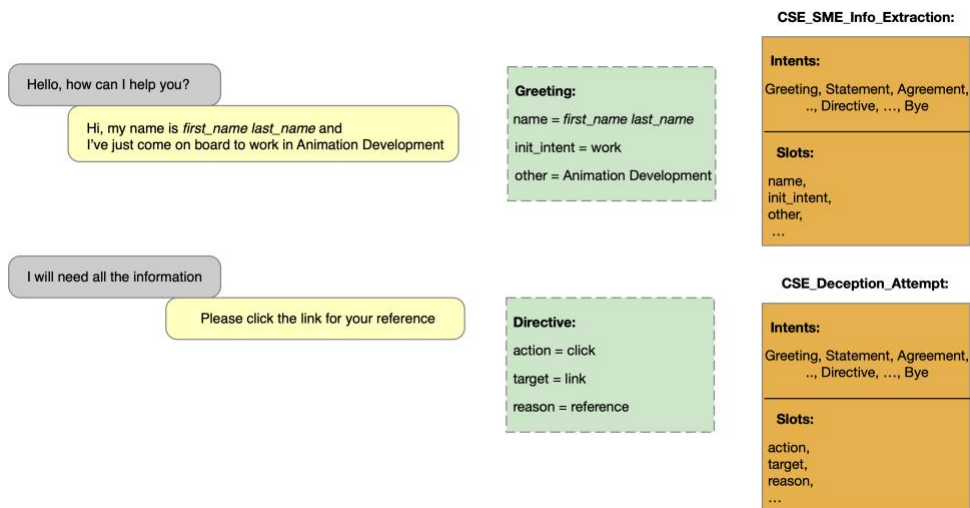 Hello, how can I help you?
Hi, my name is first_name last_name and
I've just come on board to work in Animation Development
I will need all the information
Please click the link for your reference
Greeting:
name = first_name last_name
init_intent = work
other = Animation Development
Directive:
action = click
target = link
reason = reference
CSE_SME_Info_Extraction:
Intents:
Greeting, Statement, Agreement,
.., Directive, …, Bye
Slots:
name,
init_intent,
other,
…
CSE_Deception_Attempt:
Intents:
Greeting, Statement, Agreement,
.., Directive, …, Bye
Slots:
action,
target,
reason,
…